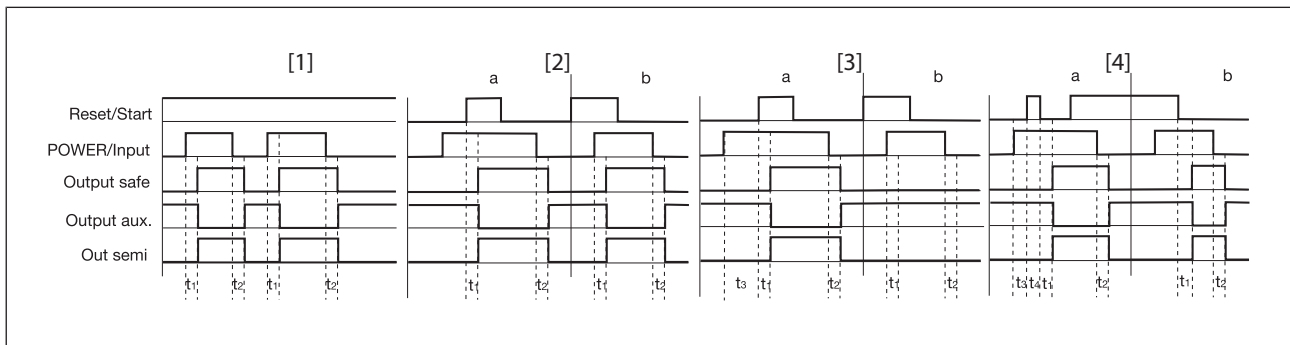 [1] [2] [3] [4]
a b a b a b
Reset/Start
POWER/Input
Output safe
Output aux.
Out semi
t1 t2 t1 t2 t1 t2 t1 t2 t3 t1 t2 t1 t2 t3 t4 t1 t2 t1 t2